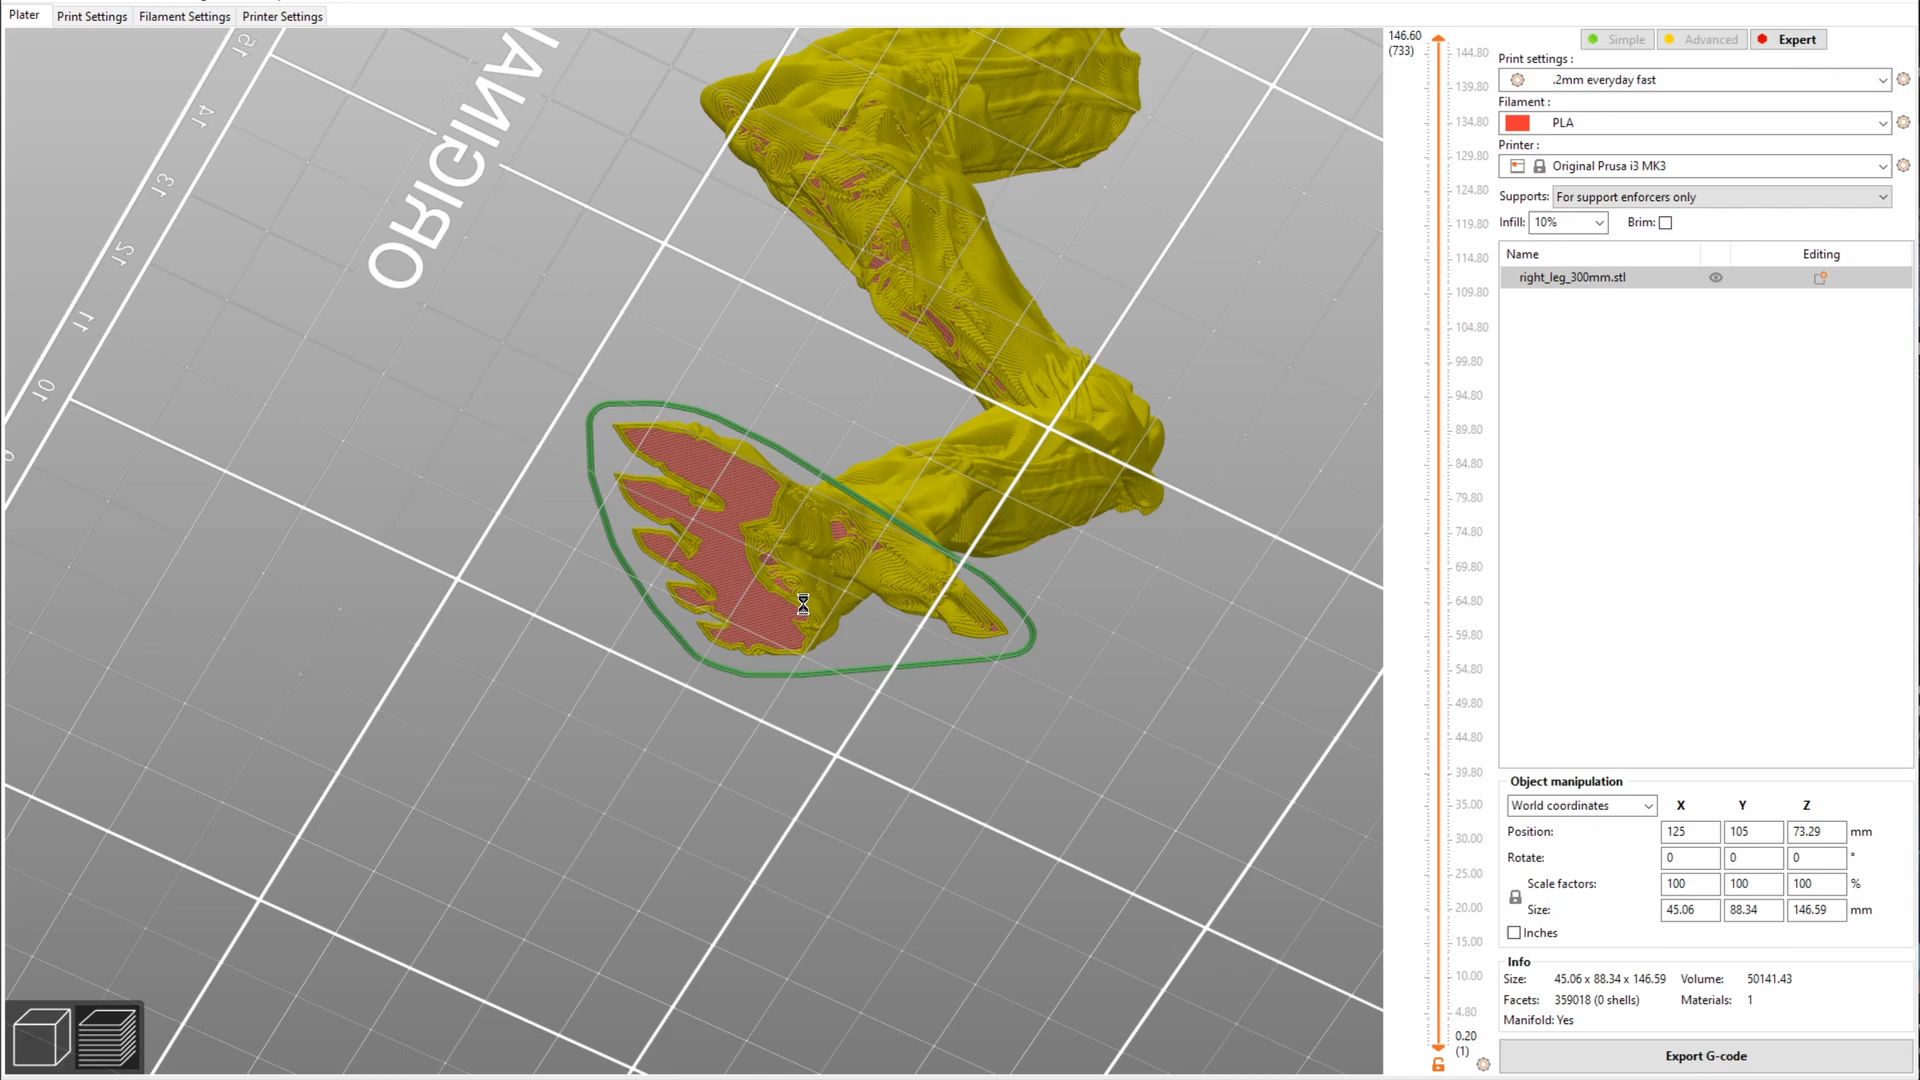 Plater Print Settings Filament Settings Printer Settings
ORIGINAL
15
14
13
12
11
10
9
146.60
(733)
144.80
139.80
134.80
129.80
124.80
119.80
114.80
109.80
104.80
99.80
94.80
89.80
84.80
79.80
74.80
69.80
64.80
59.80
54.80
49.80
44.80
39.80
35.00
30.00
25.00
20.00
15.00
10.00
4.80
0.20
(1)
Simple Advanced Expert
Print settings :
.2mm everyday fast
Filament :
PLA
Printer :
Original Prusa i3 MK3
Supports: For support enforcers only
Infill: 10% Brim:
Name Editing
right_leg_300mm.stl
Object manipulation
World coordinates X Y Z
Position: 125 105 73.29 mm
Rotate: 0 0 0 °
Scale factors: 100 100 100 %
Size: 45.06 88.34 146.59 mm
Inches
Info
Size: 45.06 x 88.34 x 146.59 Volume: 50141.43
Facets: 359018 (0 shells) Materials: 1
Manifold: Yes
Export G-code